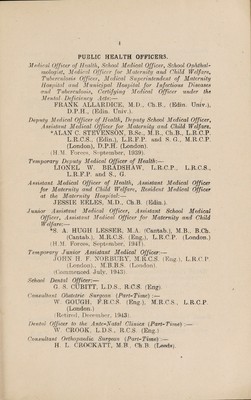 4
PUBLIC HEALTH OFFICERS.
Medical Officer of Health, School Medical Officer, School Ophthal-
mologist, Medical Officer for Maternity and Child Welfare,
Tuberculosis Officer, Medical Superintendent of Maternity
Hospital and Municipal Hospital for Infectious Diseases
and Tuberculosis, Certifying Medical Officer under the
Mental Deficiency Acts:—
FRANK ALLARDICE, M.D., Ch.B., (Edin. Univ.),
D.P.H., (Edin. Univ.).
Deputy Medical Officer of Health, Deputy School Medical Officer,
Assistant Medical Officer for Maternity and Child Welfare.
*ALAN C. STEVENSON, B.Sc., M.B., Ch.B., L.R.C.P.
L.R.C.S., (Edin.), L.R.F.P. and S. G., M.R.C.P.
(London), D.P.H. (London)
(H.M. Forces, September, 1939).
Temporary Deputy Medical Officer of Health:—
LIONEL W. BRADSHAW, L.R.C.P., L.R.C.S.,
L.R.F.P. and S., G.
Assistant Medical Officer of Health, Assistant Medical Officer
for Maternity and Child Welfare, Resident Medical Officer
at the Maternity Hospital:—
JESSIE EELES, M.D., Ch.B. (Edin.).
Junior Assistant Medical Officer, Assistant School Medical
Officer, Assistant Medical Officer for Maternity and Child
Welfare:—
*S. A. HUGH LESSER, M.A. (Cantab.), M.B., B.Ch.
(Cantab.), M.R.C.S. (Eng.), L.R.C.P. (London.)
(H.M. Forces, September, 1941).
Temporary Junior Assistant Medical Officer—
JOHN H. F. NORBURY, M.R.C.S. (Eng.), L.R.C.P.
(London)., M.B.B.S. (London).
(Commenced July, 1943).
School Dentist Officer:—
G. S. CUBITT, L.D.S., R.C.S. (Eng).
Consultant Obstetric Surgeon (Part-Time) :—
W. GOUGH, F.R.C.S. (Eng.), M.R.C.S., L.R.C.P.
(London.)
(Retired, December, 1943)
Dental Officer to the Ante-Natal Clinics (Part-Time) :—
W. CROOK, L.D.S., R.C.S. (Eng.)
Consultant Orthopædic Surgeon (Part-Time) :—
H. L. CROCKATT, M.B., Ch.B. (Leeds).